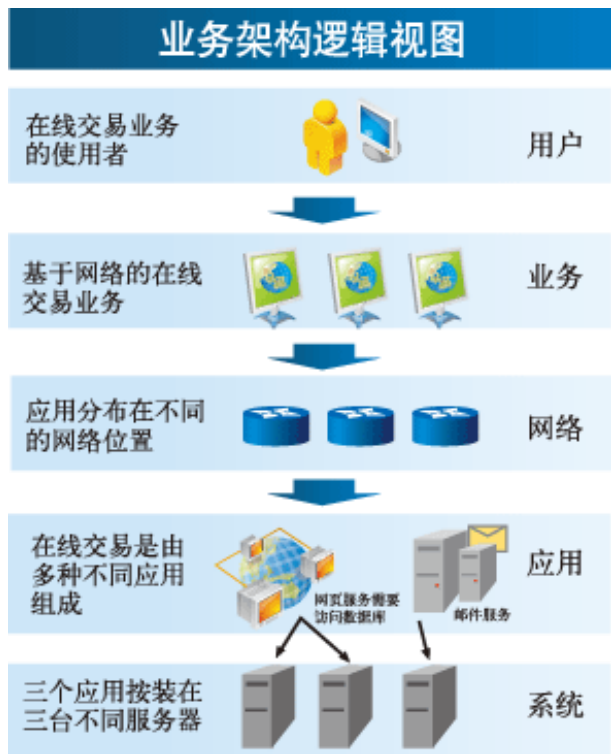 业务架构逻辑视图
在线交易业务
的使用者
用户
基于网络的在线
交易业务
业务
应用分布在不同
的网络位置
网络
在线交易是由
多种不同应用
组成
网页服务需要
访问数据库
邮件服务
应用
三个应用按装在
三台不同服务器
系统